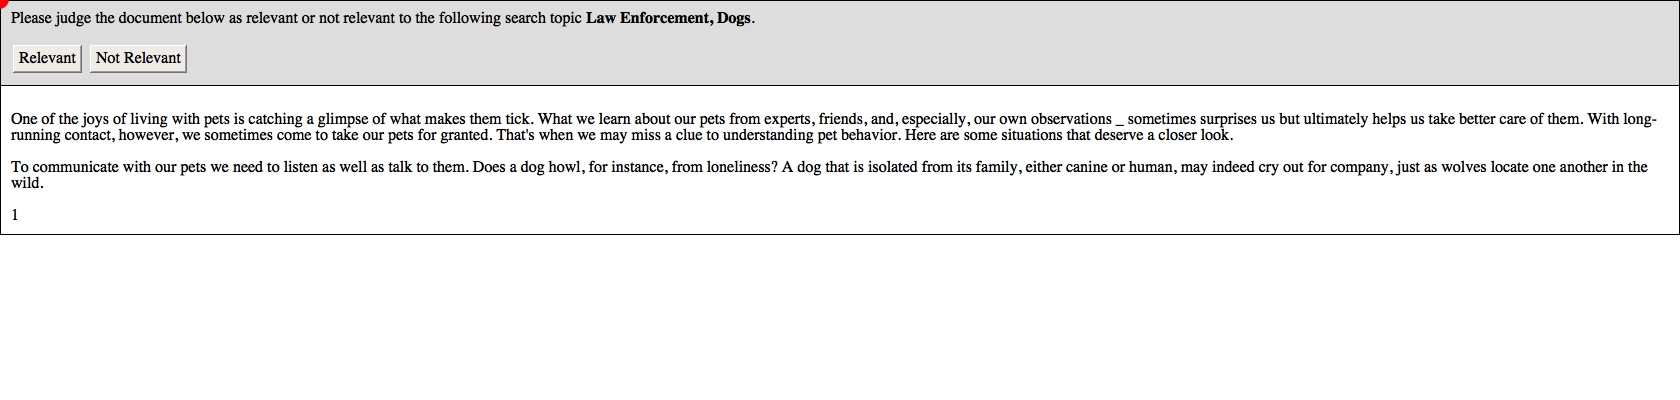 Please judge the document below as relevant or not relevant to the following search topic Law Enforcement, Dogs.
Relevant Not Relevant
One of the joys of living with pets is catching a glimpse of what makes them tick. What we learn about our pets from experts, friends, and, especially, our own observations _ sometimes surprises us but ultimately helps us take better care of them. With long-
running contact, however, we sometimes come to take our pets for granted. That's when we may miss a clue to understanding pet behavior. Here are some situations that deserve a closer look.
To communicate with our pets we need to listen as well as talk to them. Does a dog howl, for instance, from loneliness? A dog that is isolated from its family, either canine or human, may indeed cry out for company, just as wolves locate one another in the
wild.
1